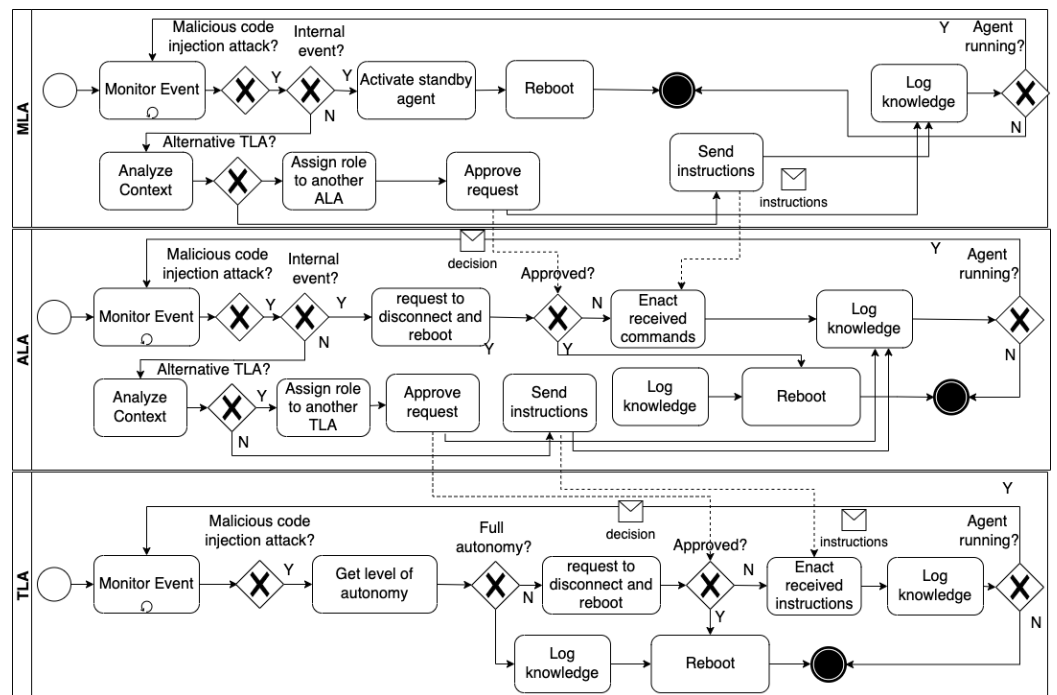 MLA
Malicious code
injection attack?
Internal
event?
Y
Agent
running?
Monitor Event
Y
Y
Activate standby
agent
Reboot
Log
knowledge
N
N
Alternative TLA?
Analyze
Context
Assign role
to another
ALA
Approve
request
Send
instructions
instructions
ALA
Malicious code
injection attack?
Internal
event?
decision
Approved?
Y
Agent
running?
Monitor Event
Y
Y
request to
disconnect and
reboot
Y
N
Enact
received
commands
Log
knowledge
N
Y
N
Alternative TLA?
Analyze
Context
Y
Assign role
to another
TLA
Approve
request
Send
instructions
Log
knowledge
Reboot
N
TLA
Y
Malicious code
injection attack?
Full
autonomy?
decision
Approved?
instructions
Agent
running?
Monitor Event
Y
Get level of
autonomy
N
request to
disconnect and
reboot
N
Enact
received
instructions
Log
knowledge
Y
N
Log
knowledge
Reboot